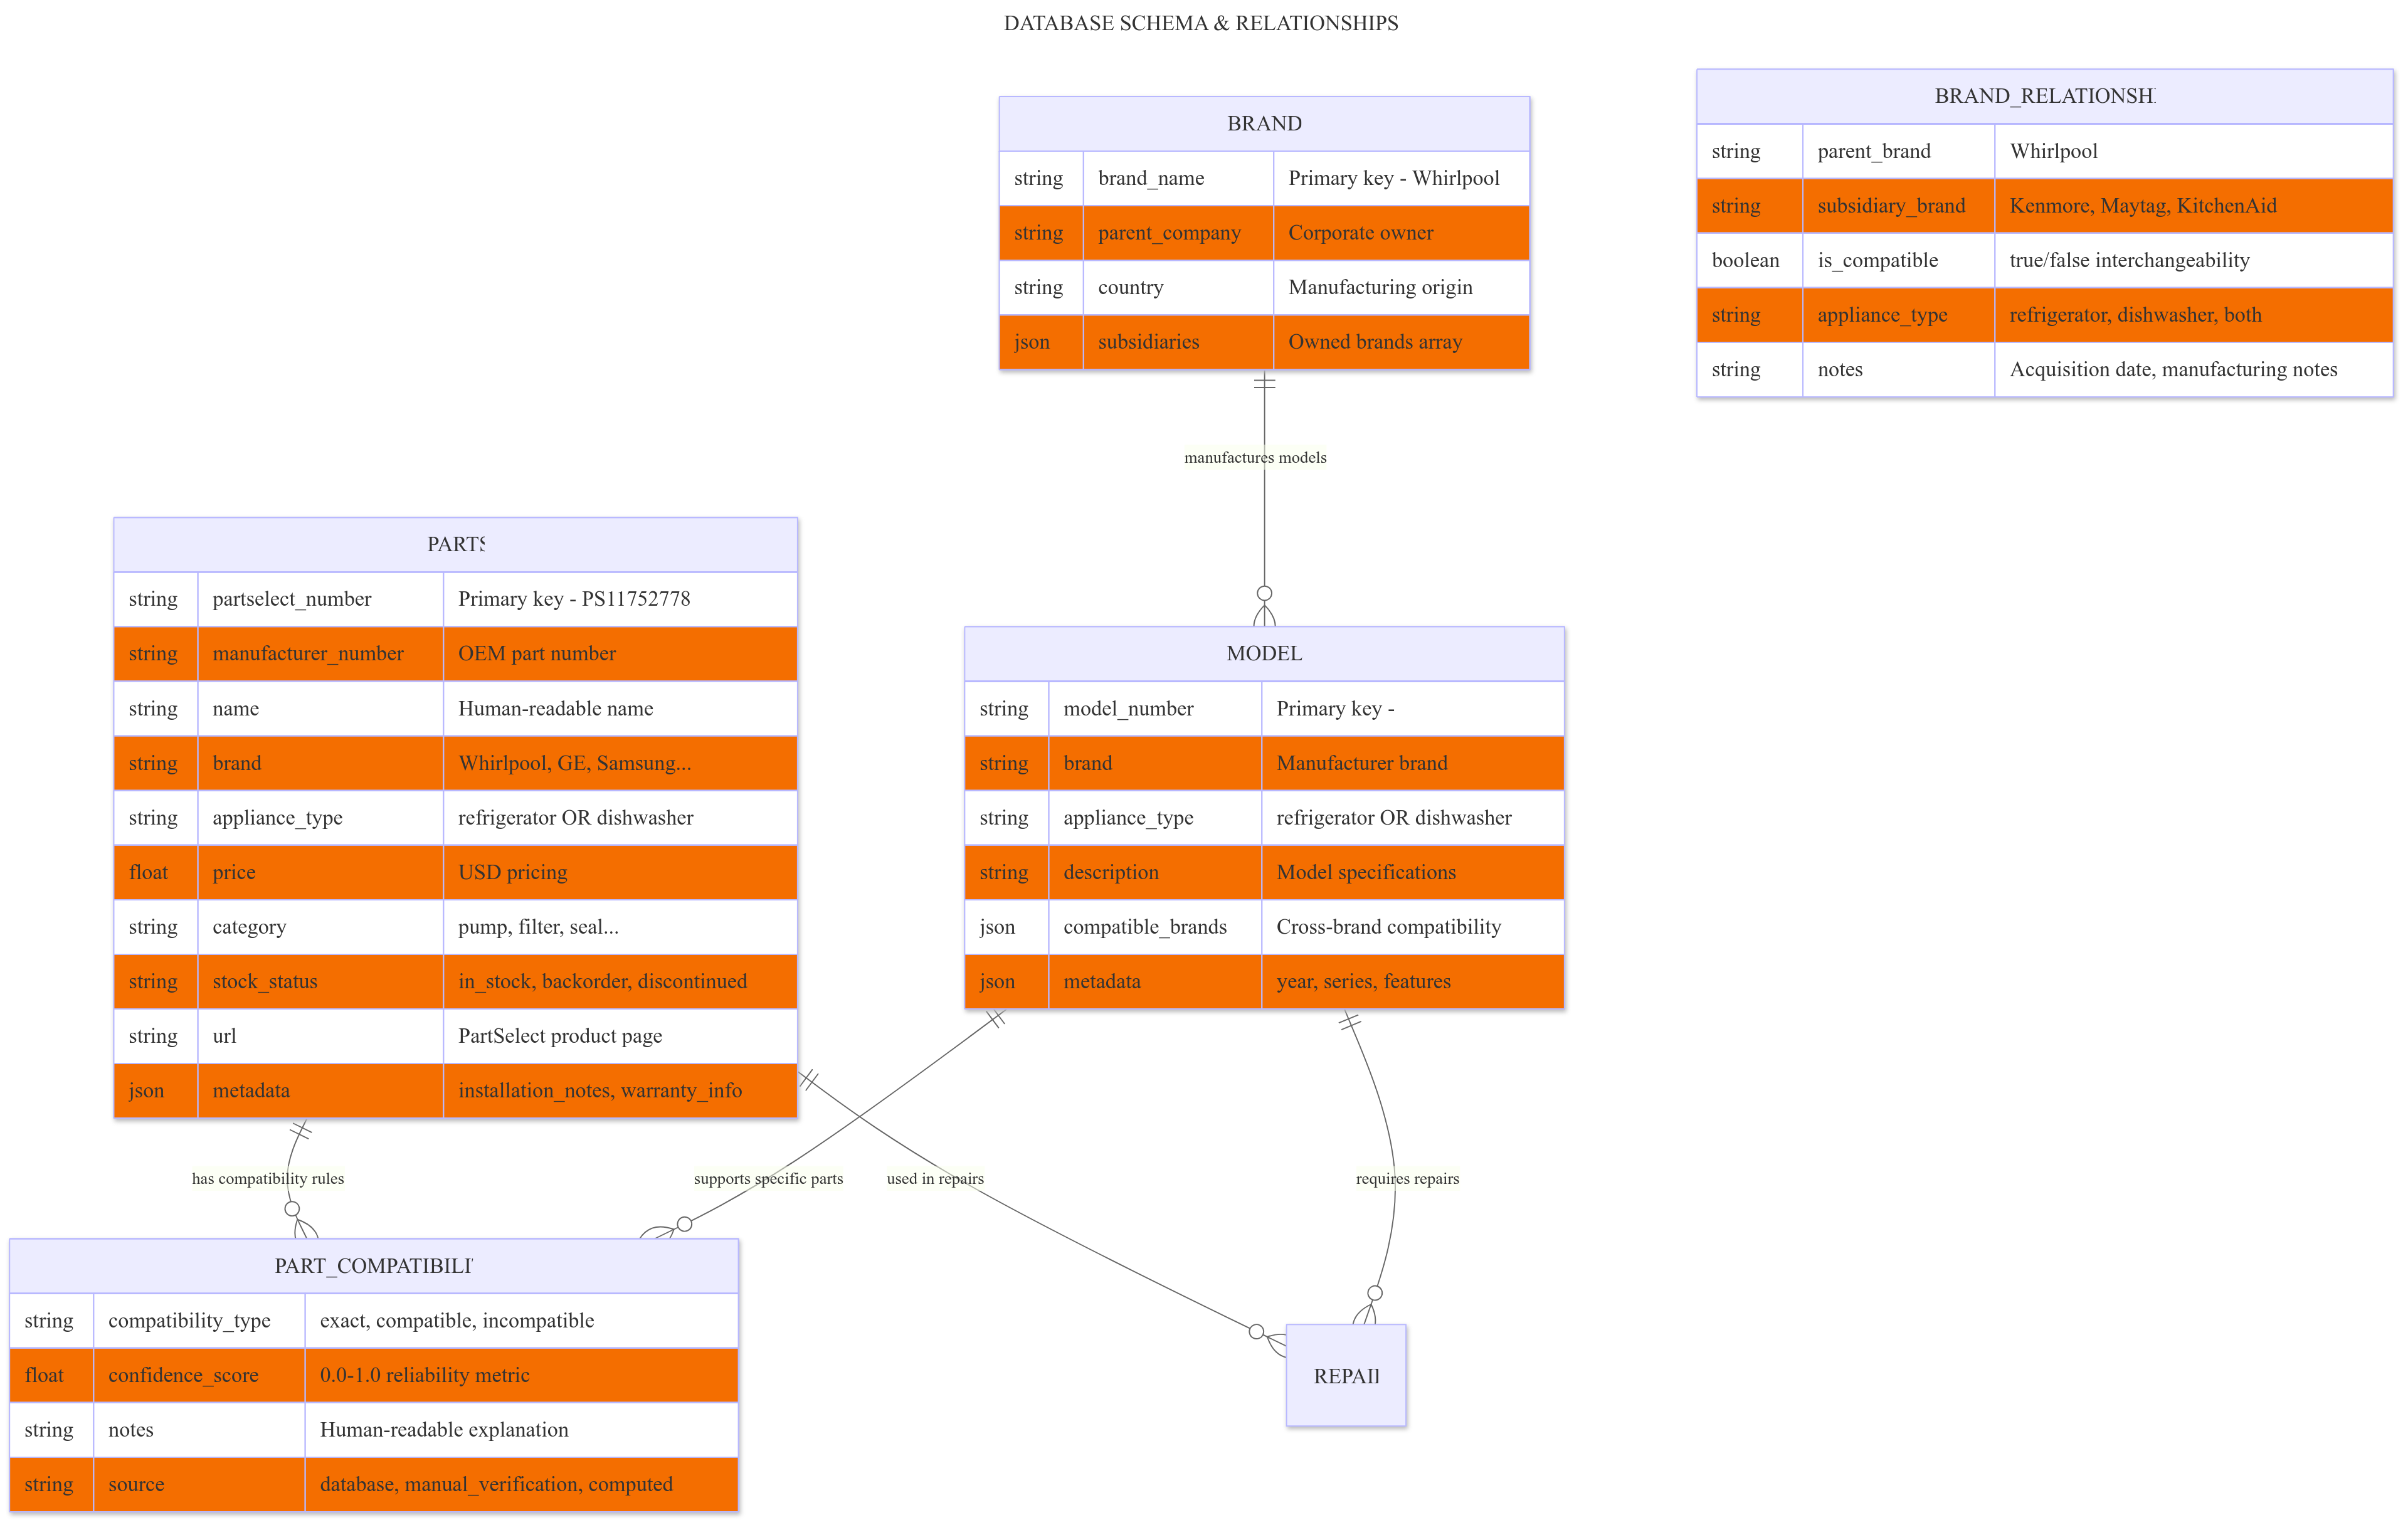 DATABASE SCHEMA & RELATIONSHIPS
BRAND
string brand_name Primary key - Whirlpool
string parent_company Corporate owner
string country Manufacturing origin
json subsidiaries Owned brands array
BRAND_RELATIONSH
string parent_brand Whirlpool
string subsidiary_brand Kenmore, Maytag, KitchenAid
boolean is_compatible true/false interchangeability
string appliance_type refrigerator, dishwasher, both
string notes Acquisition date, manufacturing notes
manufactures models
PARTS
string partselect_number Primary key - PS11752778
string manufacturer_number OEM part number
string name Human-readable name
string brand Whirlpool, GE, Samsung...
string appliance_type refrigerator OR dishwasher
float price USD pricing
string category pump, filter, seal...
string stock_status in_stock, backorder, discontinued
string url PartSelect product page
json metadata installation_notes, warranty_info
MODEL
string model_number Primary key -
string brand Manufacturer brand
string appliance_type refrigerator OR dishwasher
string description Model specifications
json compatible_brands Cross-brand compatibility
json metadata year, series, features
has compatibility rules
supports specific parts
used in repairs
requires repairs
PART_COMPATIBILI
string compatibility_type exact, compatible, incompatible
float confidence_score 0.0-1.0 reliability metric
string notes Human-readable explanation
string source database, manual_verification, computed
REPAI